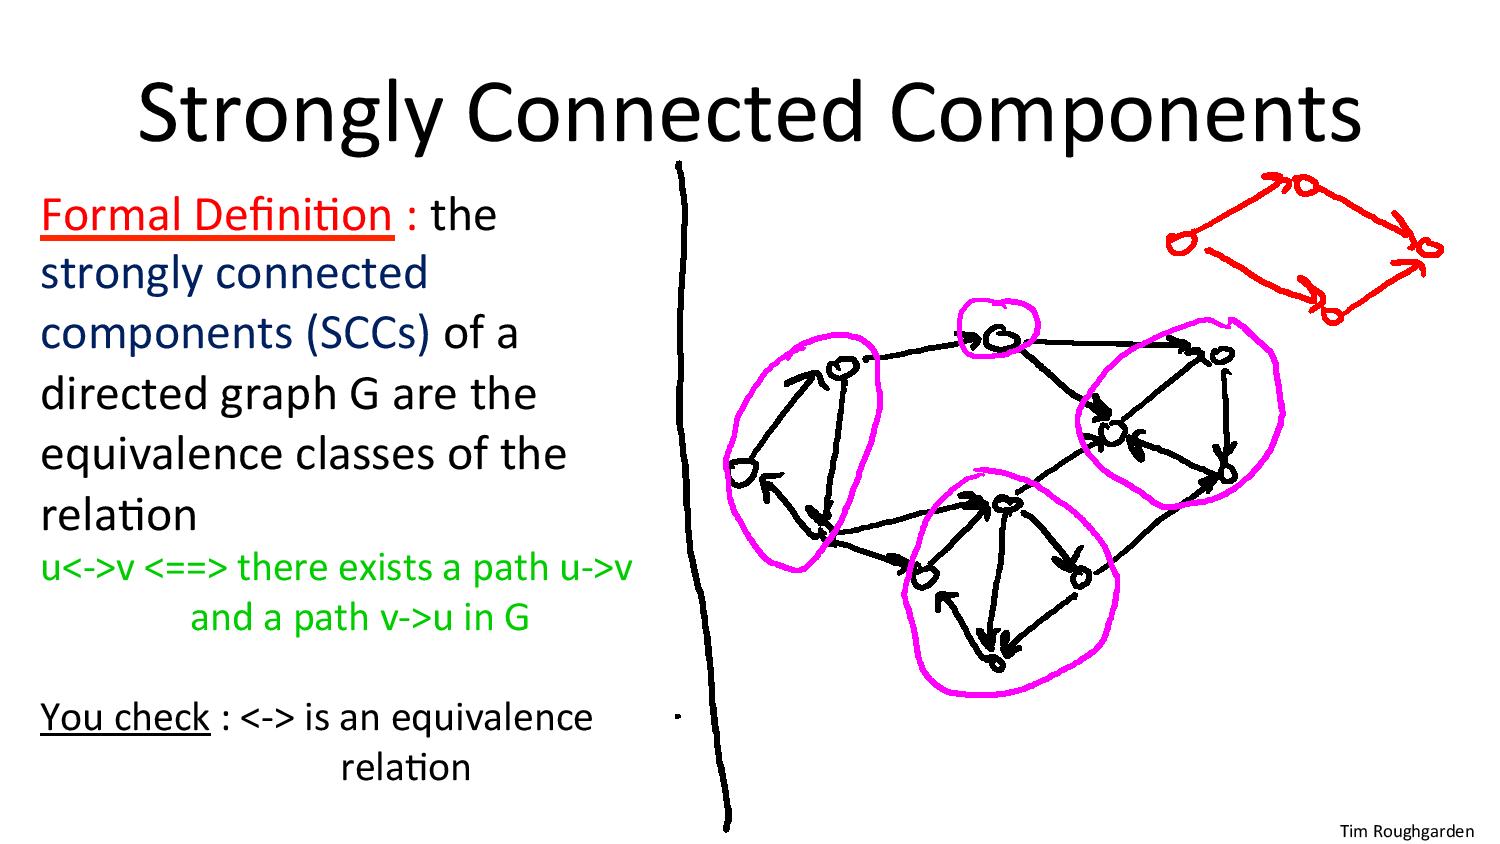 Strongly Connected Components
Formal Definition : the
strongly connected
components (SCCs) of a
directed graph G are the
equivalence classes of the
relation
u<->v <==> there exists a path u->v
and a path v->u in G
You check : <-> is an equivalence
relation
Tim Roughgarden